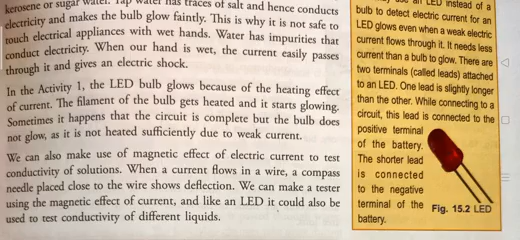 kerosene or sugar water. Tap water has traces of salt and hence conducts
electricity and makes the bulb glow faintly. This is why it is not safe to
touch electrical appliances with wet hands. Water has impurities that
conduct electricity. When our hand is wet, the current easily passes
through it and gives an electric shock.
In the Activity 1, the LED bulb glows because of the heating effect
of current. The filament of the bulb gets heated and it starts glowing.
Sometimes it happens that the circuit is complete but the bulb does
not glow, as it is not heated sufficiently due to weak current.
We can also make use of magnetic effect of electric current to test
conductivity of solutions. When a current flows in a wire, a compass
needle placed close to the wire shows deflection. We can make a tester
using the magnetic effect of current, and like an LED it could also be
used to test conductivity of different liquids.
use an LED instead of a
bulb to detect electric current for an
LED glows even when a weak electric
current flows through it. It needs less
current than a bulb to glow. There are
two terminals (called leads) attached
to an LED. One lead is slightly longer
than the other. While connecting to a
circuit, this lead is connected to the
positive terminal
of the battery.
The shorter lead
is connected
to the negative
terminal of the
battery.
Fig. 15.2 LED